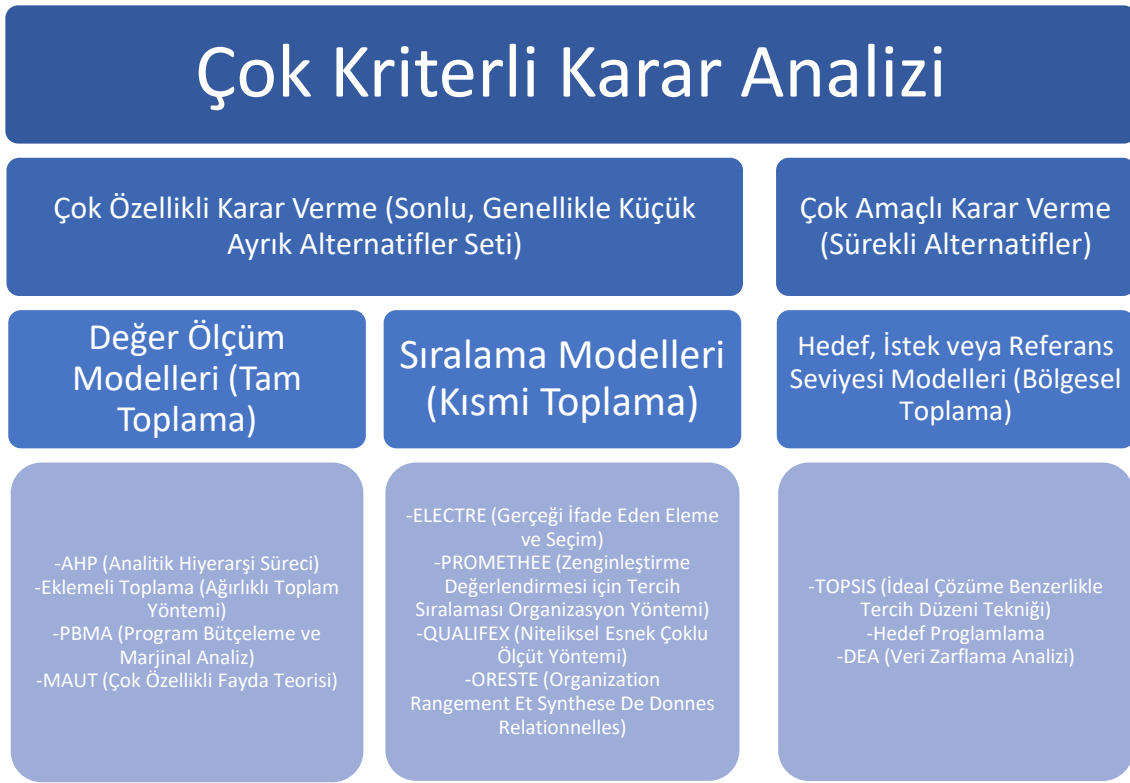 Çok Kriterli Karar Analizi
Çok Özellikli Karar Verme (Sonlu, Genellikle Küçük
Ayrık Alternatifler Seti)
Çok Amaçlı Karar Verme
(Sürekli Alternatifler)
Değer Ölçüm
Modelleri (Tam
Toplama)
Sıralama Modelleri
(Kısmi Toplama)
Hedef, İstek veya Referans
Seviyesi Modelleri (Bölgesel
Toplama)
-AHP (Analitik Hiyerarşi Süreci)
-Eklemeli Toplama (Ağırlıklı Toplam
Yöntemi)
-PBMA (Program Bütçeleme ve
Marjinal Analiz)
-MAUT (Çok Özellikli Fayda Teorisi)
-ELECTRE (Gerçeği İfade Eden Eleme
ve Seçim)
-PROMETHEE (Zenginleştirme
Değerlendirmesi için Tercih
Sıralaması Organizasyon Yöntemi)
-QUALIFEX (Niteliksel Esnek Çoklu
Ölçüt Yöntemi)
-ORESTE (Organization
Rangement Et Synthese De Donnes
Relationnelles)
-TOPSIS (İdeal Çözüme Benzerlikle
Tercih Düzeni Tekniği)
-Hedef Proglamlama
-DEA (Veri Zarflama Analizi)